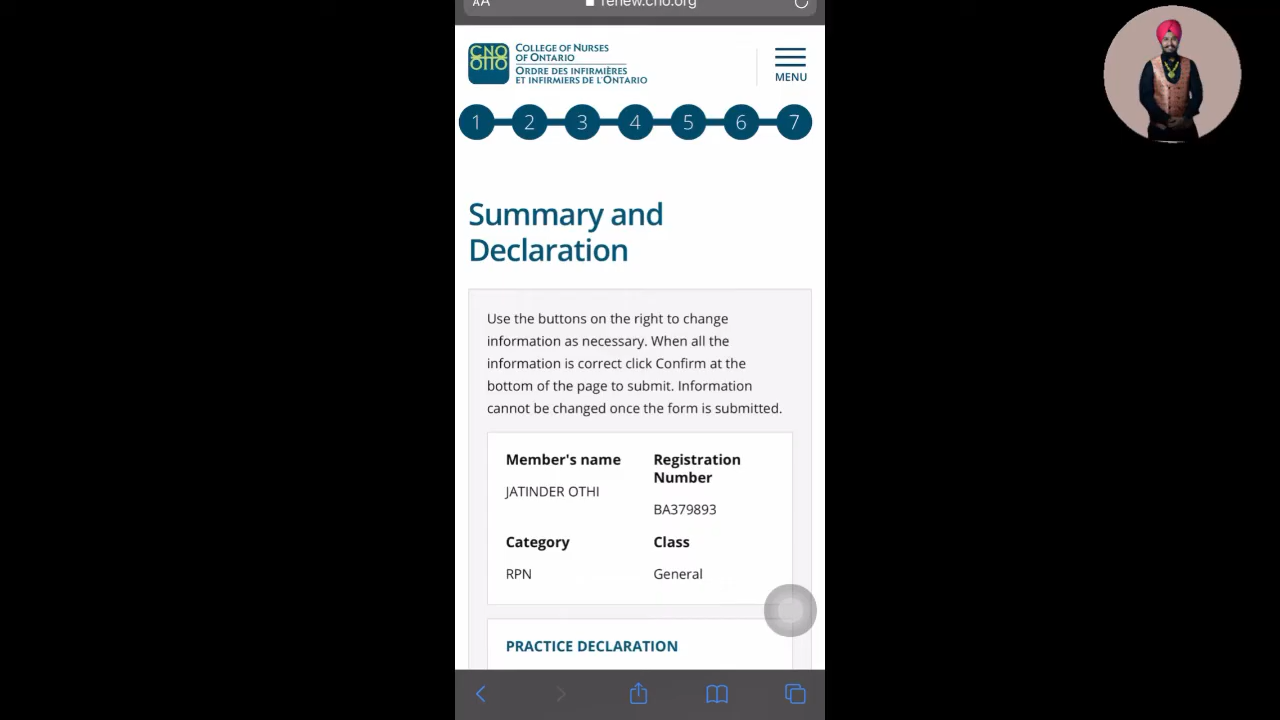 AA renew.cno.org
CNO COLLEGE OF NURSES
OF ONTARIO
OIIO ORDRE DES INFIRMIÈRES
ET INFIRMIERS DE L'ONTARIO
MENU
1 2 3 4 5 6 7
Summary and
Declaration
Use the buttons on the right to change
information as necessary. When all the
information is correct click Confirm at the
bottom of the page to submit. Information
cannot be changed once the form is submitted.
Member's name
JATINDER OTHI
Registration
Number
BA379893
Category
RPN
Class
General
PRACTICE DECLARATION